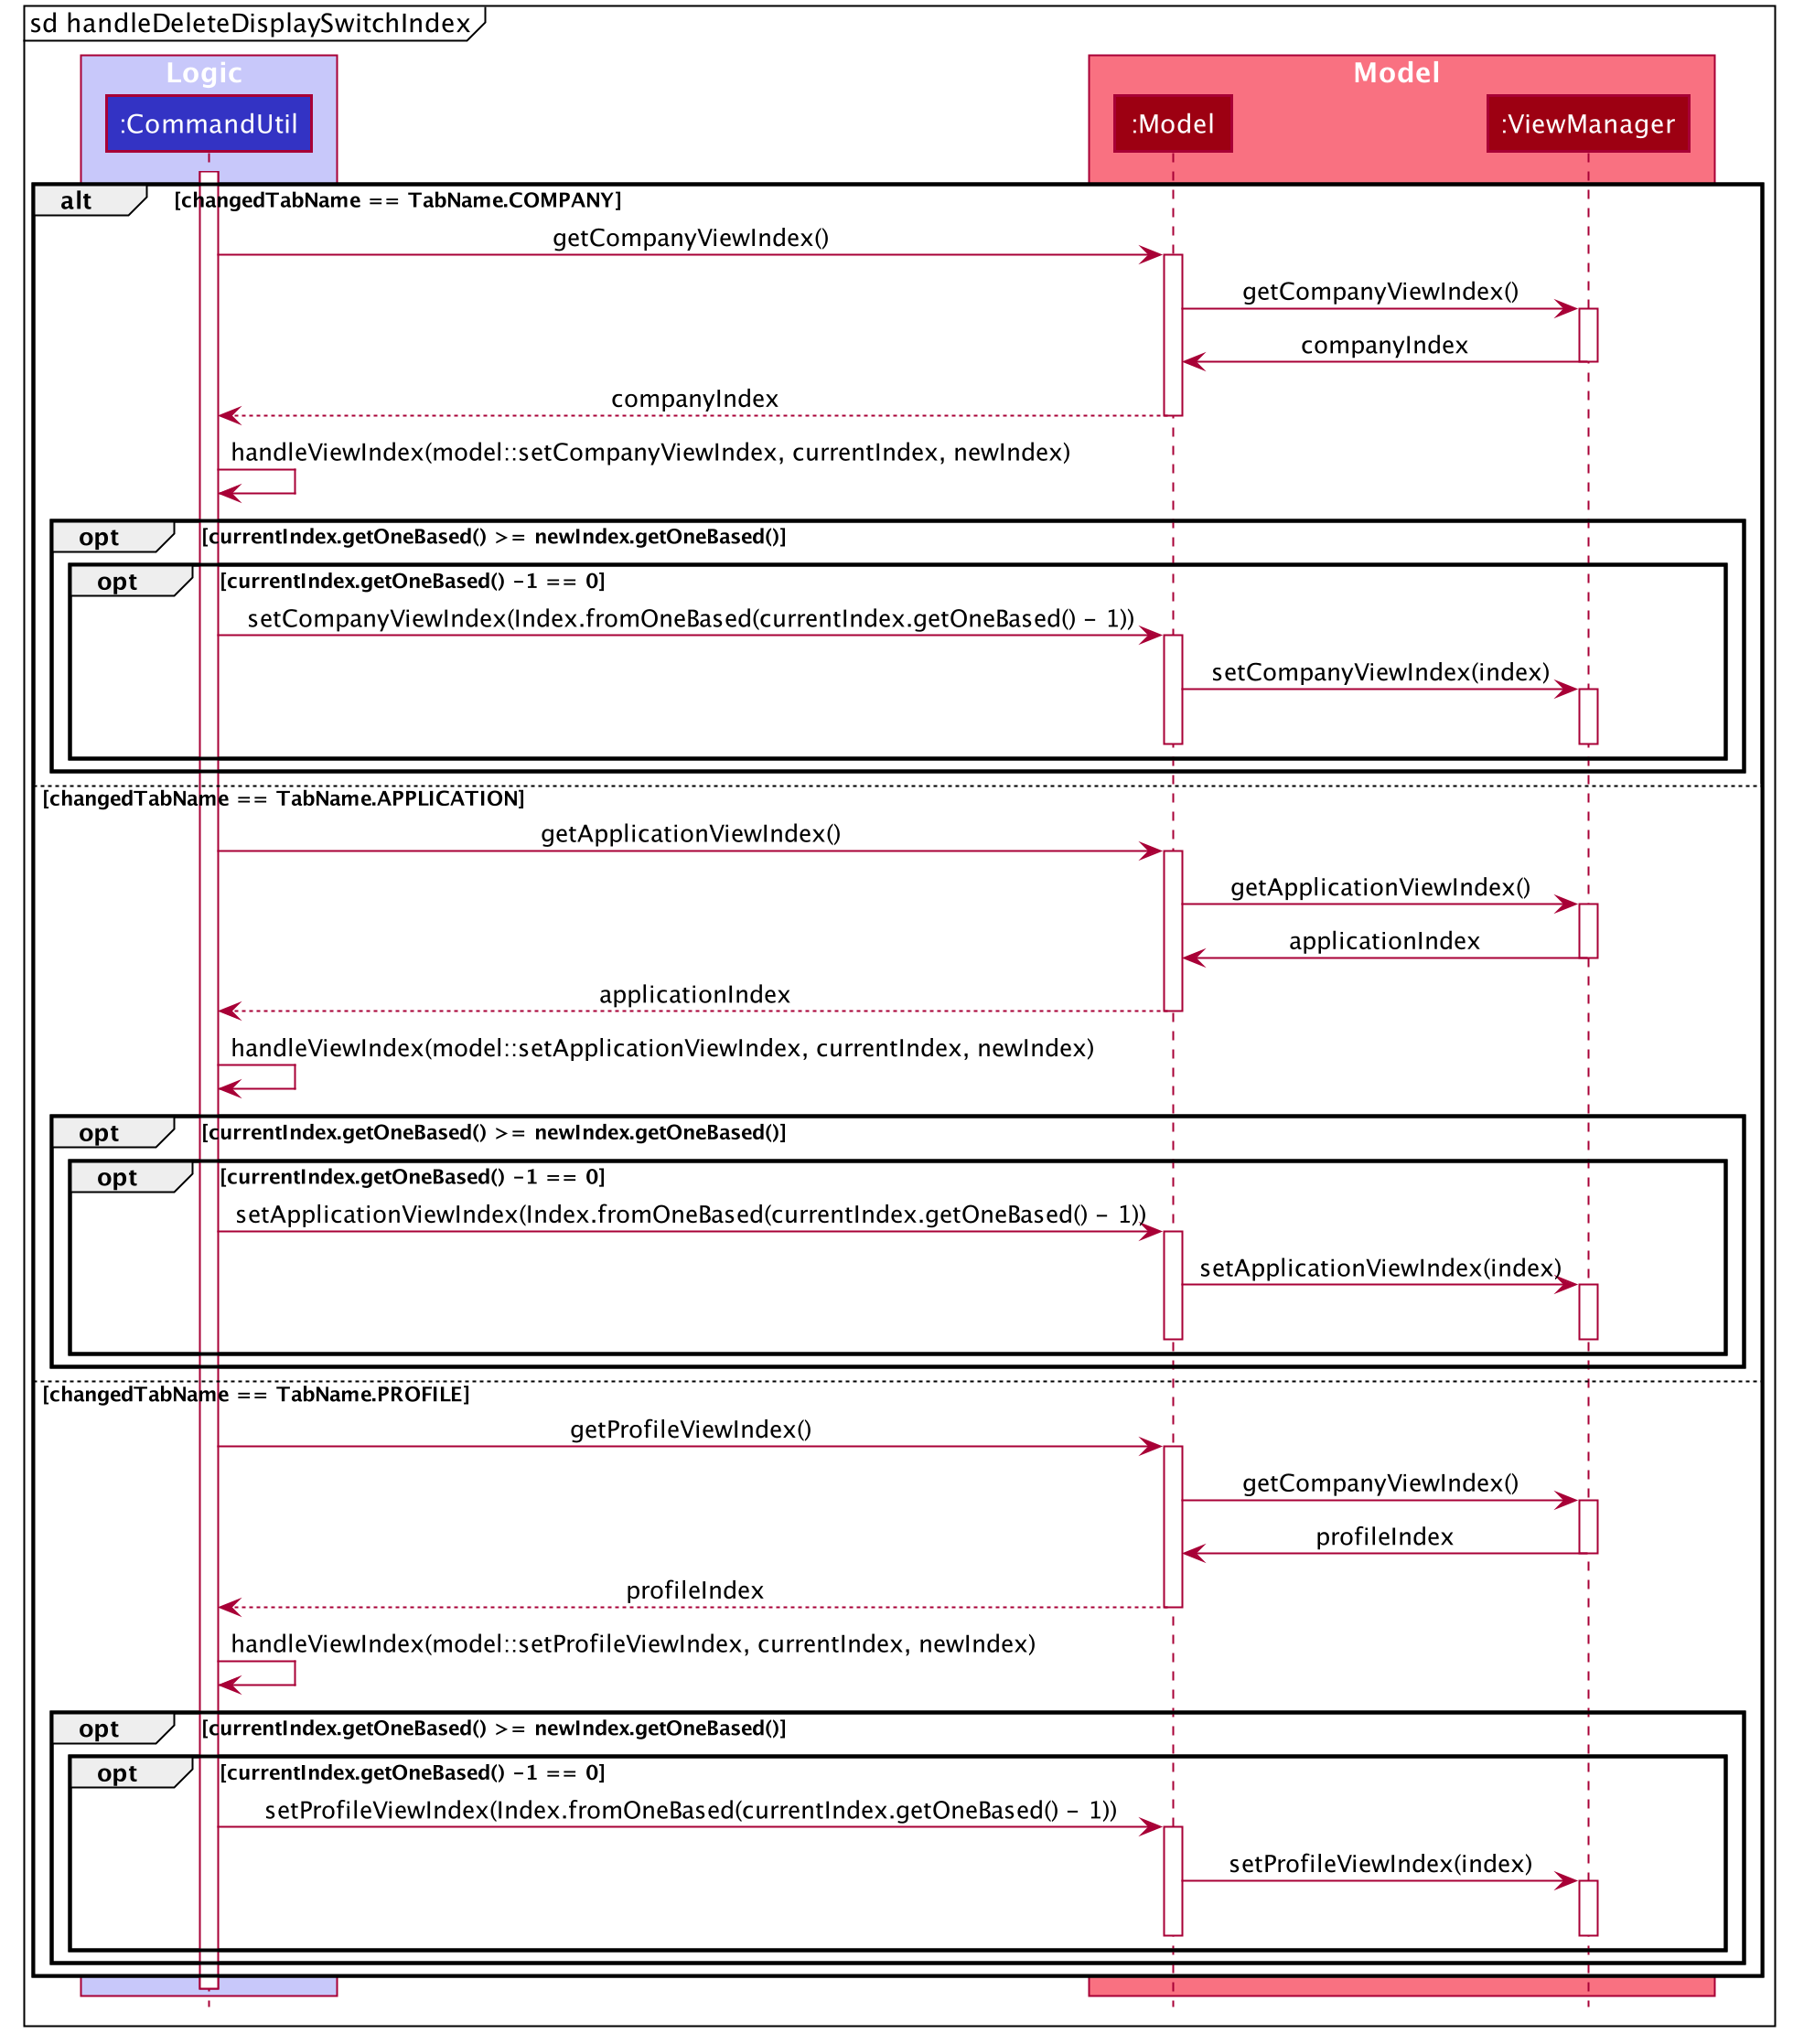 sd handleDeleteDisplaySwitchIndex
Logic
Model
:CommandUtil
:Model
:ViewManager
alt [changedTabName == TabName.COMPANY]
getCompanyViewIndex()
getCompanyViewIndex()
companyIndex
companyIndex
handleViewIndex(model::setCompanyViewIndex, currentIndex, newIndex)
opt [currentIndex.getOneBased() >= newIndex.getOneBased()]
opt [currentIndex.getOneBased() -1 == 0]
setCompanyViewIndex(Index.fromOneBased(currentIndex.getOneBased() - 1))
setCompanyViewIndex(index)
[changedTabName == TabName.APPLICATION]
getApplicationViewIndex()
getApplicationViewIndex()
applicationIndex
applicationIndex
handleViewIndex(model::setApplicationViewIndex, currentIndex, newIndex)
opt [currentIndex.getOneBased() >= newIndex.getOneBased()]
opt [currentIndex.getOneBased() -1 == 0]
setApplicationViewIndex(Index.fromOneBased(currentIndex.getOneBased() - 1))
setApplicationViewIndex(index)
[changedTabName == TabName.PROFILE]
getProfileViewIndex()
getCompanyViewIndex()
profileIndex
profileIndex
handleViewIndex(model::setProfileViewIndex, currentIndex, newIndex)
opt [currentIndex.getOneBased() >= newIndex.getOneBased()]
opt [currentIndex.getOneBased() -1 == 0]
setProfileViewIndex(Index.fromOneBased(currentIndex.getOneBased() - 1))
setProfileViewIndex(index)